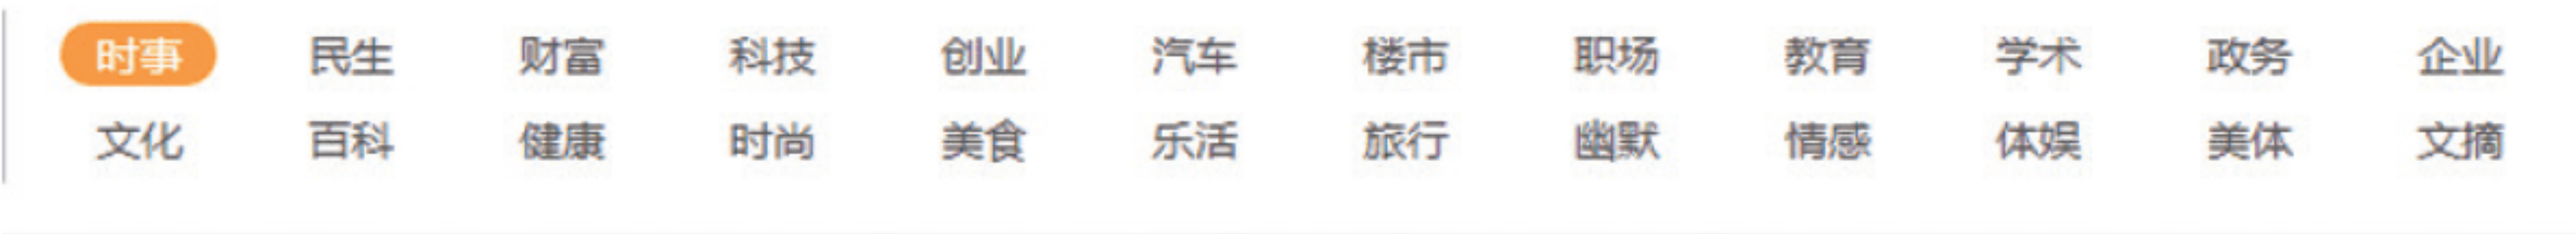 时事 民生 财富 科技 创业 汽车 楼市 职场 教育 学术 政务 企业
文化 百科 健康 时尚 美食 乐活 旅行 幽默 情感 体娱 美体 文摘